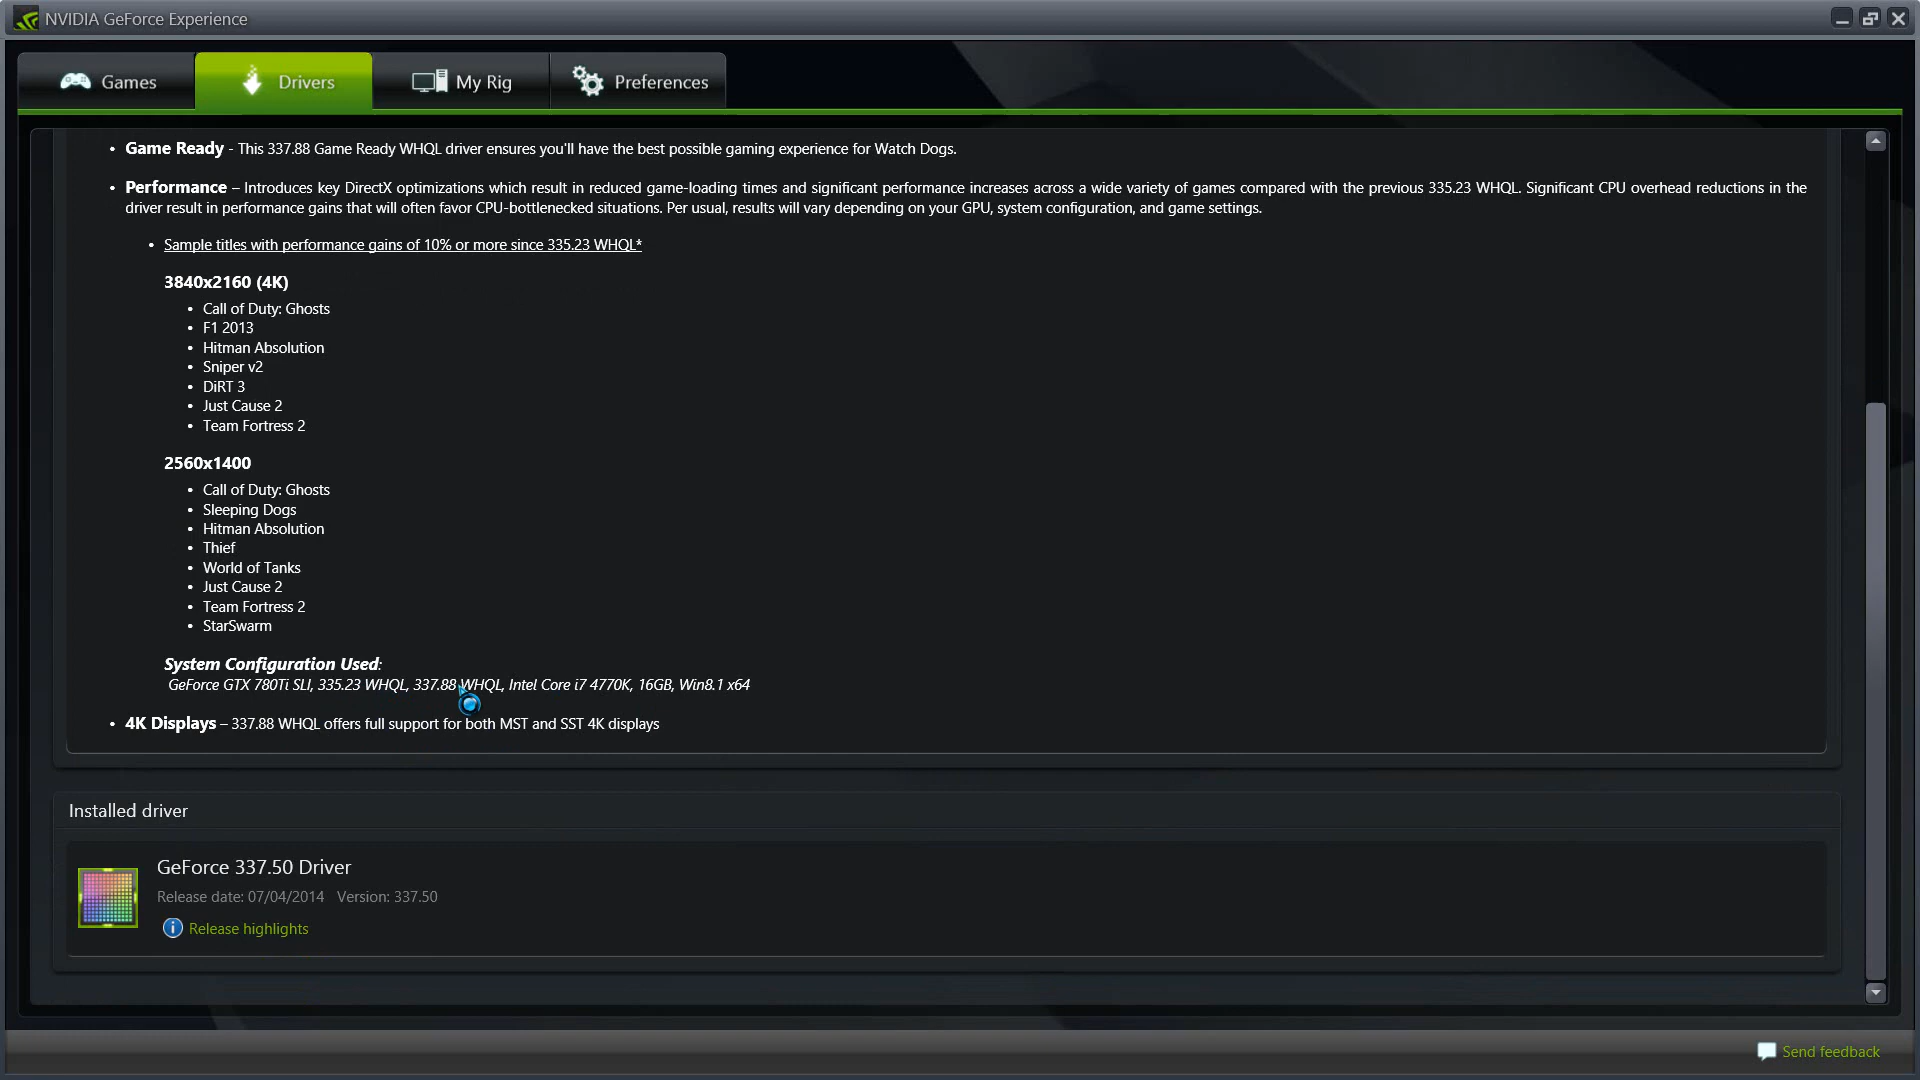 NVIDIA GeForce Experience
Games
Drivers
My Rig
Preferences
• Game Ready - This 337.88 Game Ready WHQL driver ensures you'll have the best possible gaming experience for Watch Dogs.
• Performance – Introduces key DirectX optimizations which result in reduced game-loading times and significant performance increases across a wide variety of games compared with the previous 335.23 WHQL. Significant CPU overhead reductions in the
driver result in performance gains that will often favor CPU-bottlenecked situations. Per usual, results will vary depending on your GPU, system configuration, and game settings.
• Sample titles with performance gains of 10% or more since 335.23 WHQL*
3840x2160 (4K)
• Call of Duty: Ghosts
• F1 2013
• Hitman Absolution
• Sniper v2
• DiRT 3
• Just Cause 2
• Team Fortress 2
2560x1400
• Call of Duty: Ghosts
• Sleeping Dogs
• Hitman Absolution
• Thief
• World of Tanks
• Just Cause 2
• Team Fortress 2
• StarSwarm
System Configuration Used:
GeForce GTX 780Ti SLI, 335.23 WHQL, 337.88 WHQL, Intel Core i7 4770K, 16GB, Win8.1 x64
• 4K Displays – 337.88 WHQL offers full support for both MST and SST 4K displays
Installed driver
GeForce 337.50 Driver
Release date: 07/04/2014 Version: 337.50
Release highlights
Send feedback